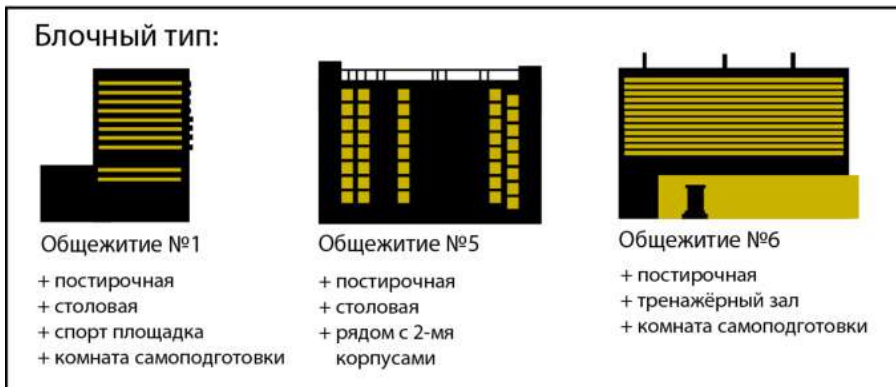 Блочный тип:
Общежитие №1
+ постирочная
+ столовая
+ спорт площадка
+ комната самоподготовки
Общежитие №5
+ постирочная
+ столовая
+ рядом с 2-мя
корпусами
Общежитие №6
+ постирочная
+ тренажёрный зал
+ комната самоподготовки